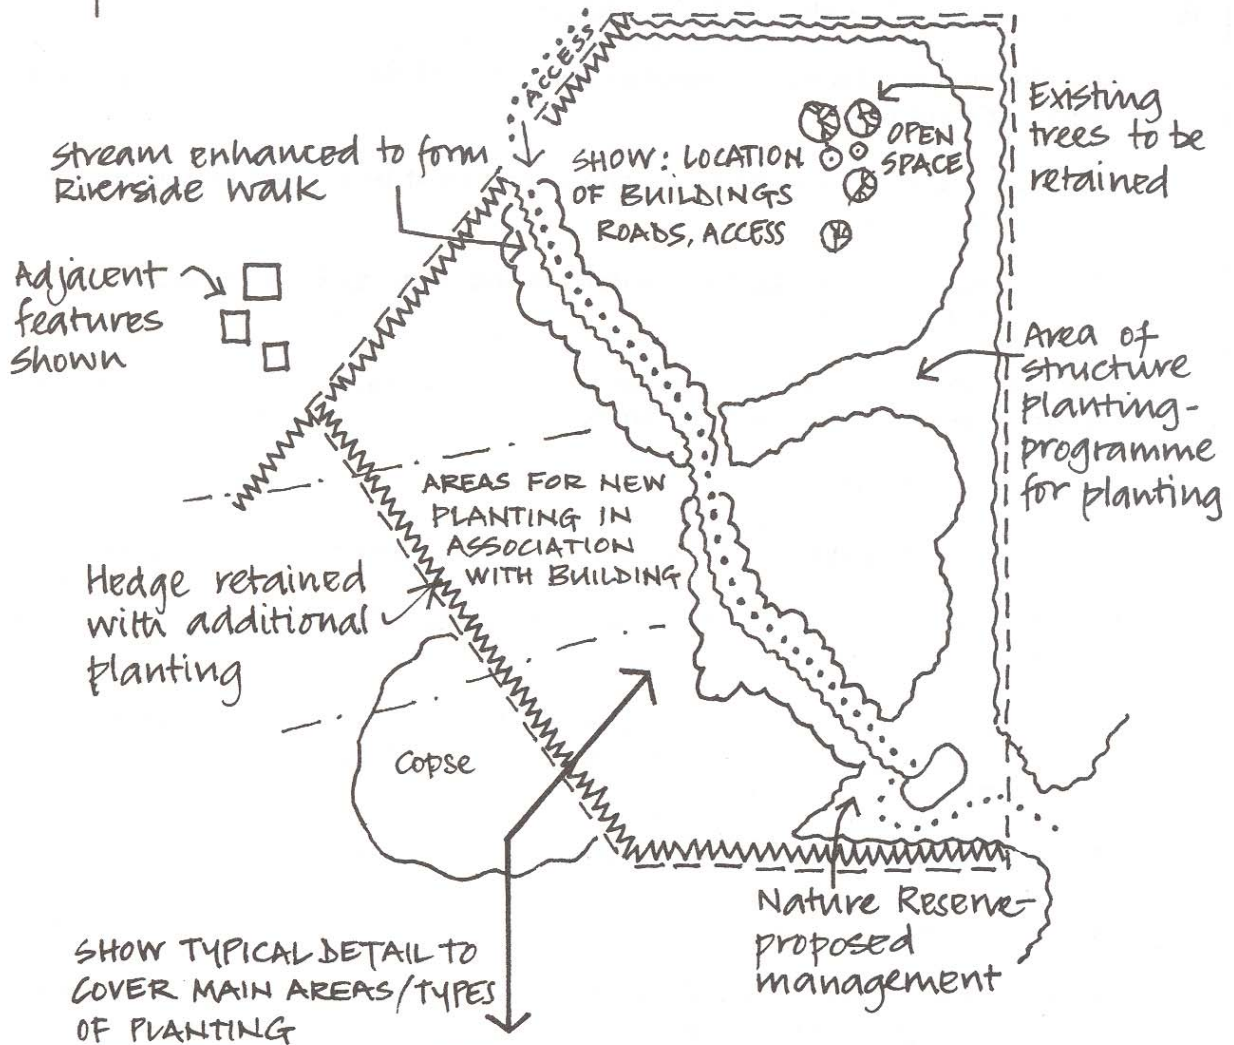 ACCESS
Stream enhanced to form
Riverside Walk
SHOW: LOCATION
OF BUILDINGS
ROADS, ACCESS
OPEN
SPACE
Existing
trees to be
retained
Adjacent
features
Shown
Area of
structure
planting-
programme
for planting
AREAS FOR NEW
PLANTING IN
ASSOCIATION
WITH BUILDING
Hedge retained
with additional
planting
Copse
Nature Reserve-
proposed
management
SHOW TYPICAL DETAIL TO
COVER MAIN AREAS/TYPES
OF PLANTING